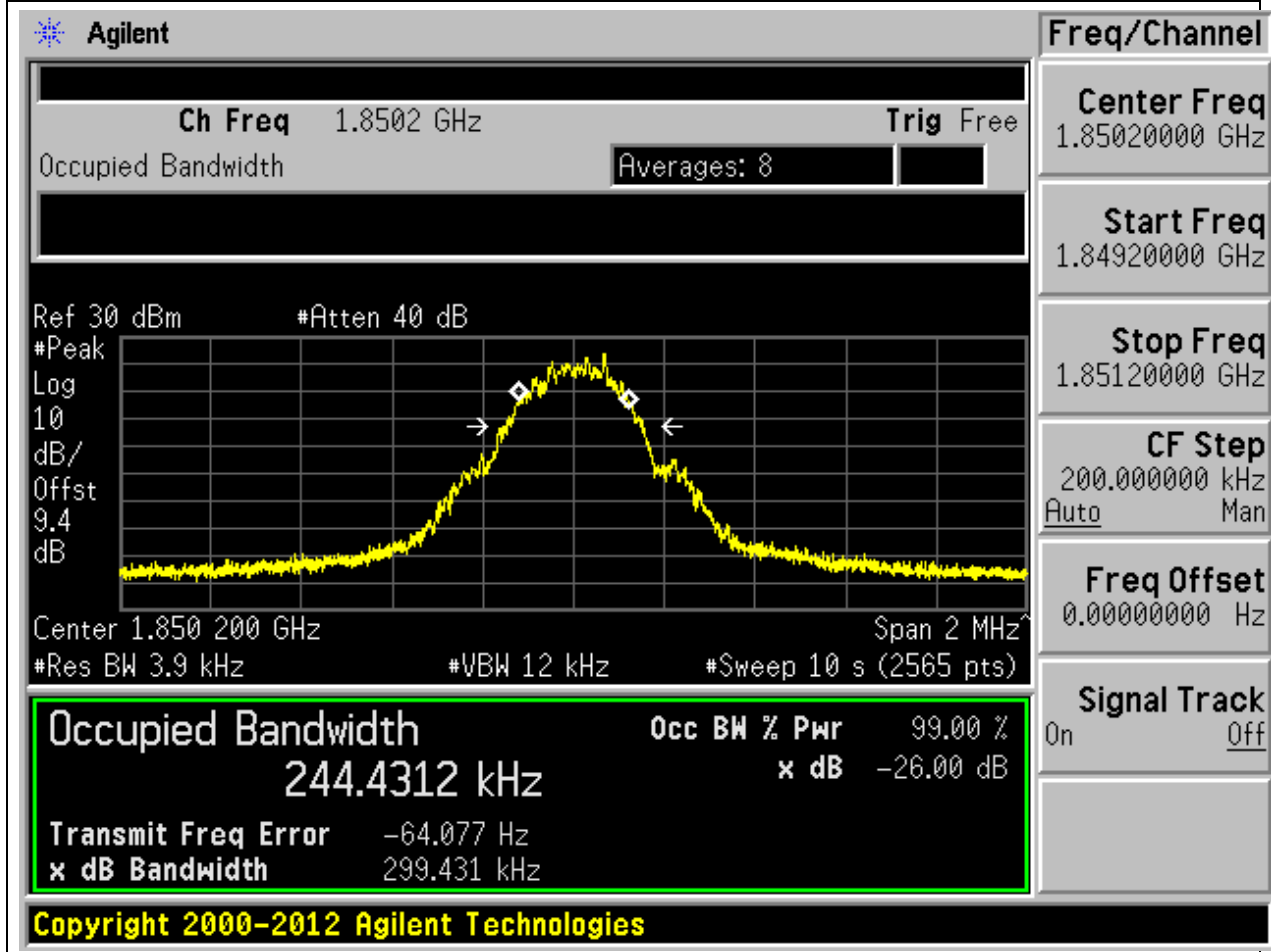 Agilent
Freq/Channel
Ch Freq 1.8502 GHz Trig Free
Occupied Bandwidth Averages: 8
Center Freq
1.85020000 GHz
Start Freq
1.84920000 GHz
Stop Freq
1.85120000 GHz
CF Step
200.000000 kHz
Auto Man
Freq Offset
0.00000000 Hz
Signal Track
On Off
Ref 30 dBm #Atten 40 dB
#Peak
Log
10
dB/
Offst
9.4
dB
Center 1.850 200 GHz Span 2 MHz^
#Res BW 3.9 kHz #VBW 12 kHz #Sweep 10 s (2565 pts)
Occupied Bandwidth
244.4312 kHz
Occ BW % Pwr 99.00 %
x dB -26.00 dB
Transmit Freq Error -64.077 Hz
x dB Bandwidth 299.431 kHz
Copyright 2000-2012 Agilent Technologies